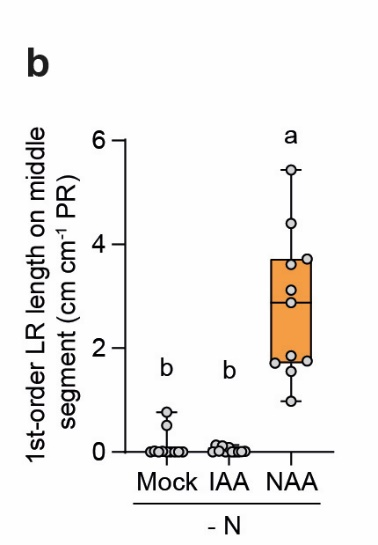 b
1st-order LR length on middle
segment (cm cm⁻¹ PR)
6
4
2
0
b
b
a
Mock IAA NAA
- N